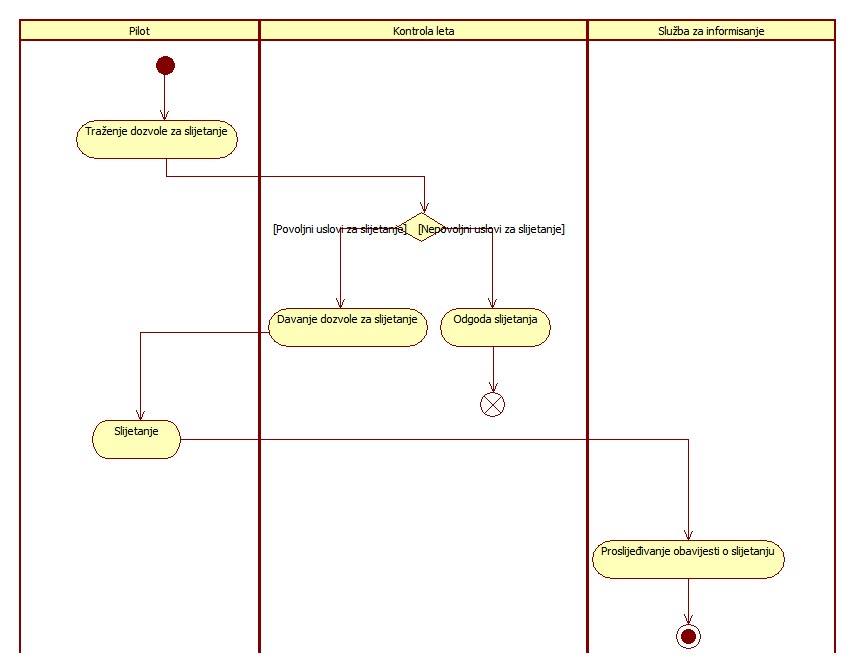 Pilot
Kontrola leta
Služba za informisanje
Traženje dozvole za slijetanje
[Povoljni uslovi za slijetanje]
[Nepovoljni uslovi za slijetanje]
Davanje dozvole za slijetanje
Odgoda slijetanja
Slijetanje
Proslijeđivanje obavijesti o slijetanju